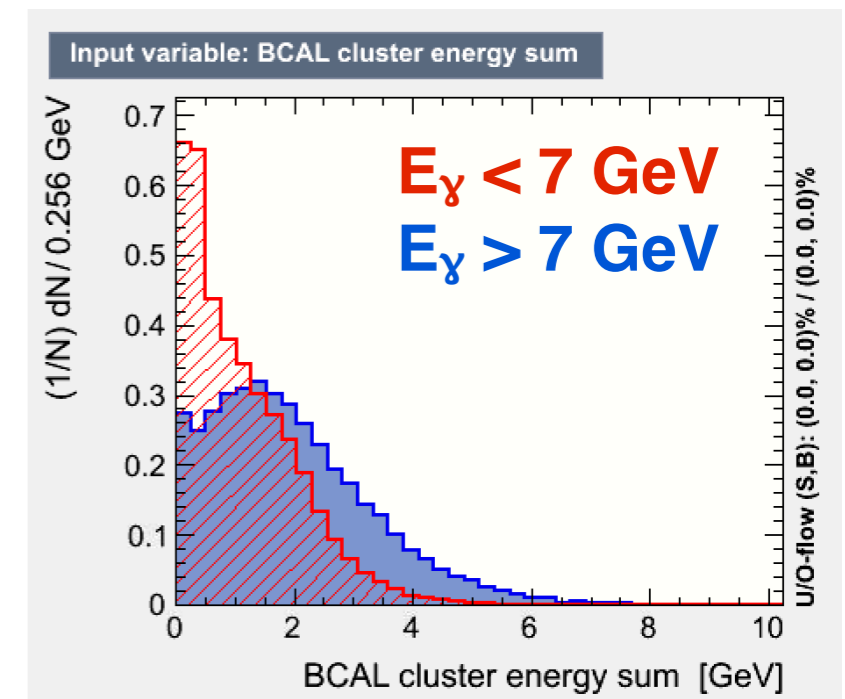 Input variable: BCAL cluster energy sum
(1/N) dN / 0.256 GeV
0.7
0.6
0.5
0.4
0.3
0.2
0.1
0
Eγ < 7 GeV
Eγ > 7 GeV
0 2 4 6 8 10
BCAL cluster energy sum [GeV]
U/O-flow (S,B): (0.0, 0.0)% / (0.0, 0.0)%